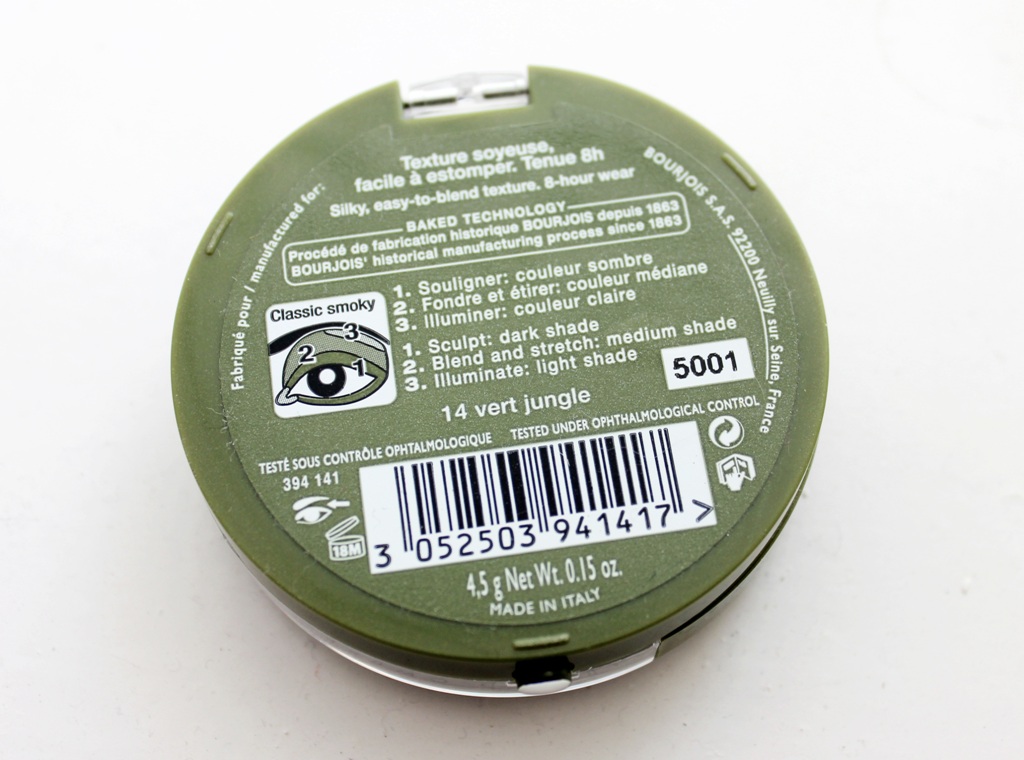 Texture soyeuse,
facile à estomper. Tenue 8h
Silky, easy-to-blend texture. 8-hour wear
BAKED TECHNOLOGY
Procédé de fabrication historique BOURJOIS depuis 1863
BOURJOIS' historical manufacturing process since 1863
Fabriqué pour / manufactured for:
BOURJOIS S.A.S. 92200 Neuilly sur Seine, France
Classic smoky
3
2
1
1. Souligner: couleur sombre
2. Fondre et étirer: couleur médiane
3. Illuminer: couleur claire
1. Sculpt: dark shade
2. Blend and stretch: medium shade
3. Illuminate: light shade
5001
14 vert jungle
TESTÉ SOUS CONTRÔLE OPHTALMOLOGIQUE TESTED UNDER OPHTHALMOLOGICAL CONTROL
394 141
18M
3 052503 941417 >
4,5 g Net Wt. 0.15 oz.
MADE IN ITALY